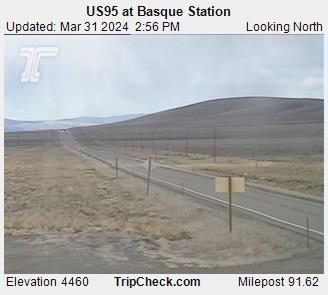 US95 at Basque Station
Updated: Mar 31 2024 2:56 PM Looking North
Elevation 4460 TripCheck.com Milepost 91.62